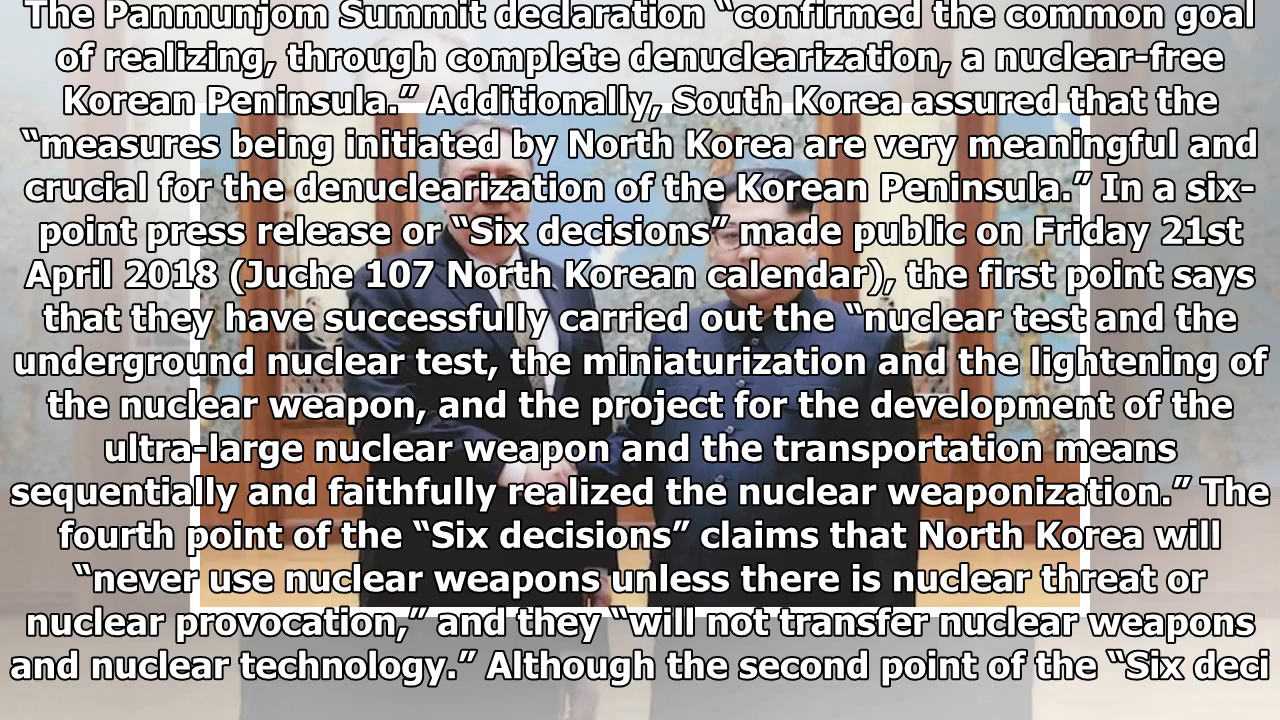 The Panmunjom Summit declaration “confirmed the common goal
of realizing, through complete denuclearization, a nuclear-free
Korean Peninsula.” Additionally, South Korea assured that the
“measures being initiated by North Korea are very meaningful and
crucial for the denuclearization of the Korean Peninsula.” In a six-
point press release or “Six decisions” made public on Friday 21st
April 2018 (Juche 107 North Korean calendar), the first point says
that they have successfully carried out the “nuclear test and the
underground nuclear test, the miniaturization and the lightening of
the nuclear weapon, and the project for the development of the
ultra-large nuclear weapon and the transportation means
sequentially and faithfully realized the nuclear weaponization.” The
fourth point of the “Six decisions” claims that North Korea will
“never use nuclear weapons unless there is nuclear threat or
nuclear provocation,” and they “will not transfer nuclear weapons
and nuclear technology.” Although the second point of the “Six deci